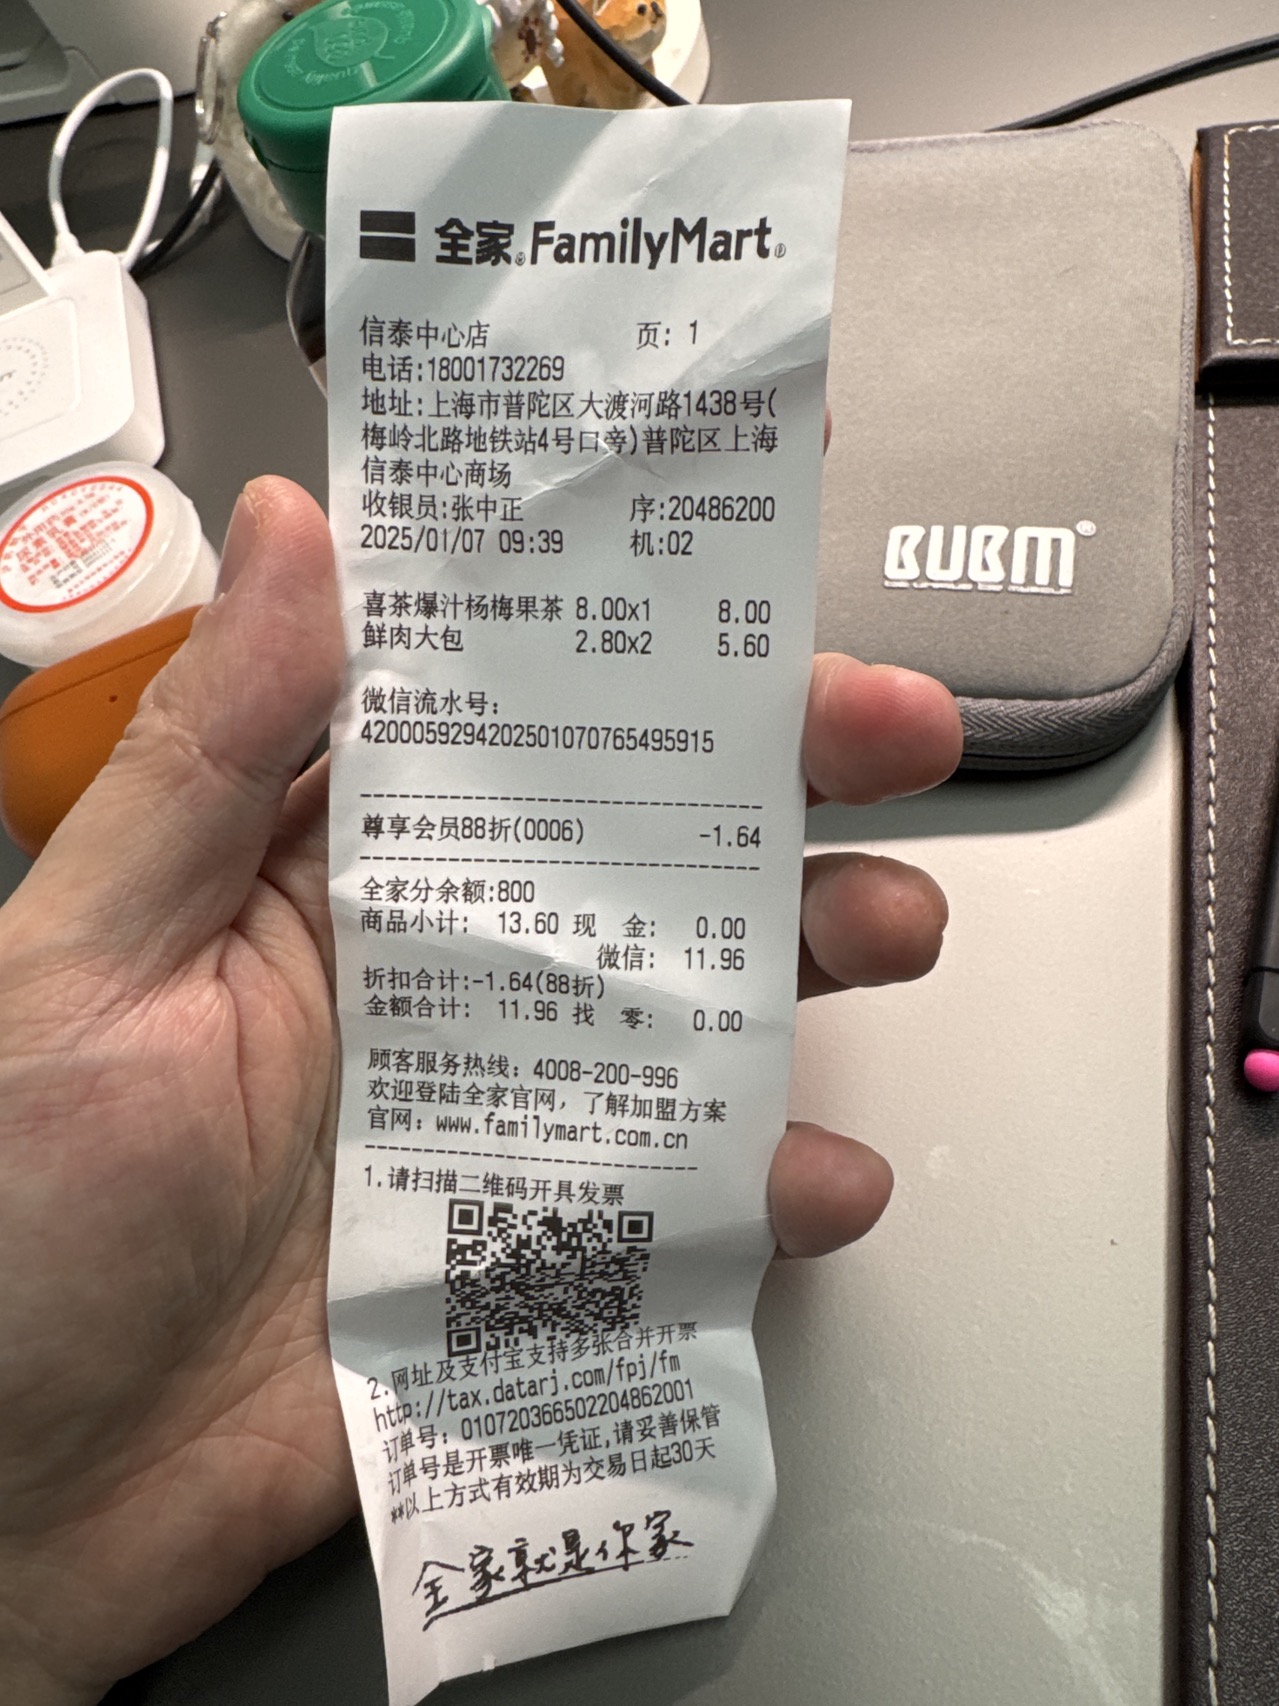 全家 FamilyMart
信泰中心店 页: 1
电话:18001732269
地址:上海市普陀区大渡河路1438号(
梅岭北路地铁站4号口旁)普陀区上海
信泰中心商场
收银员:张中正 序:20486200
2025/01/07 09:39 机:02
喜茶爆汁杨梅果茶 8.00x1 8.00
鲜肉大包 2.80x2 5.60
微信流水号:
4200059294202501070765495915
尊享会员88折(0006) -1.64
全家分余额:800
商品小计: 13.60 现 金: 0.00
微信: 11.96
折扣合计:-1.64(88折)
金额合计: 11.96 找 零: 0.00
顾客服务热线: 4008-200-996
欢迎登陆全家官网, 了解加盟方案
官网: www.familymart.com.cn
1.请扫描二维码开具发票
2.网址及支付宝支持多张合并开票
http://tax.datarj.com/fpj/fm
订单号: 010720366502204862001
订单号是开票唯一凭证,请妥善保管
**以上方式有效期为交易日起30天
全家就是你家
BUBM